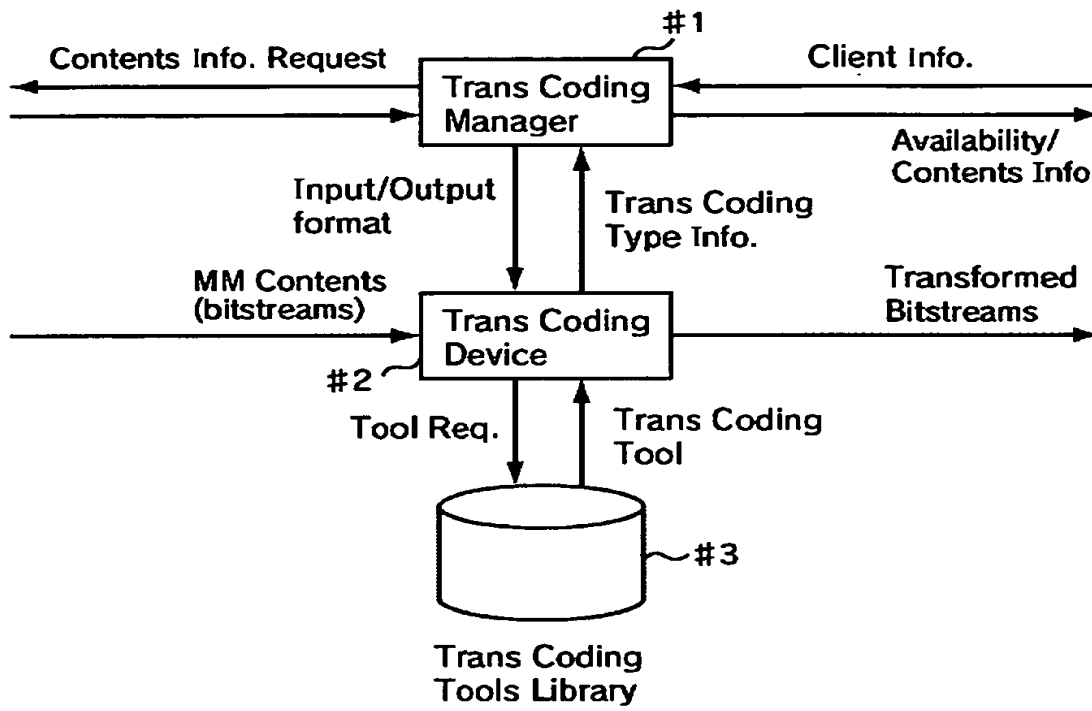 #1
Contents Info. Request
Client Info.
Trans Coding
Manager
Availability/
Contents Info
Input/Output
format
Trans Coding
Type Info.
MM Contents
(bitstreams)
Transformed
Bitstreams
Trans Coding
Device
#2
Tool Req.
Trans Coding
Tool
#3
Trans Coding
Tools Library